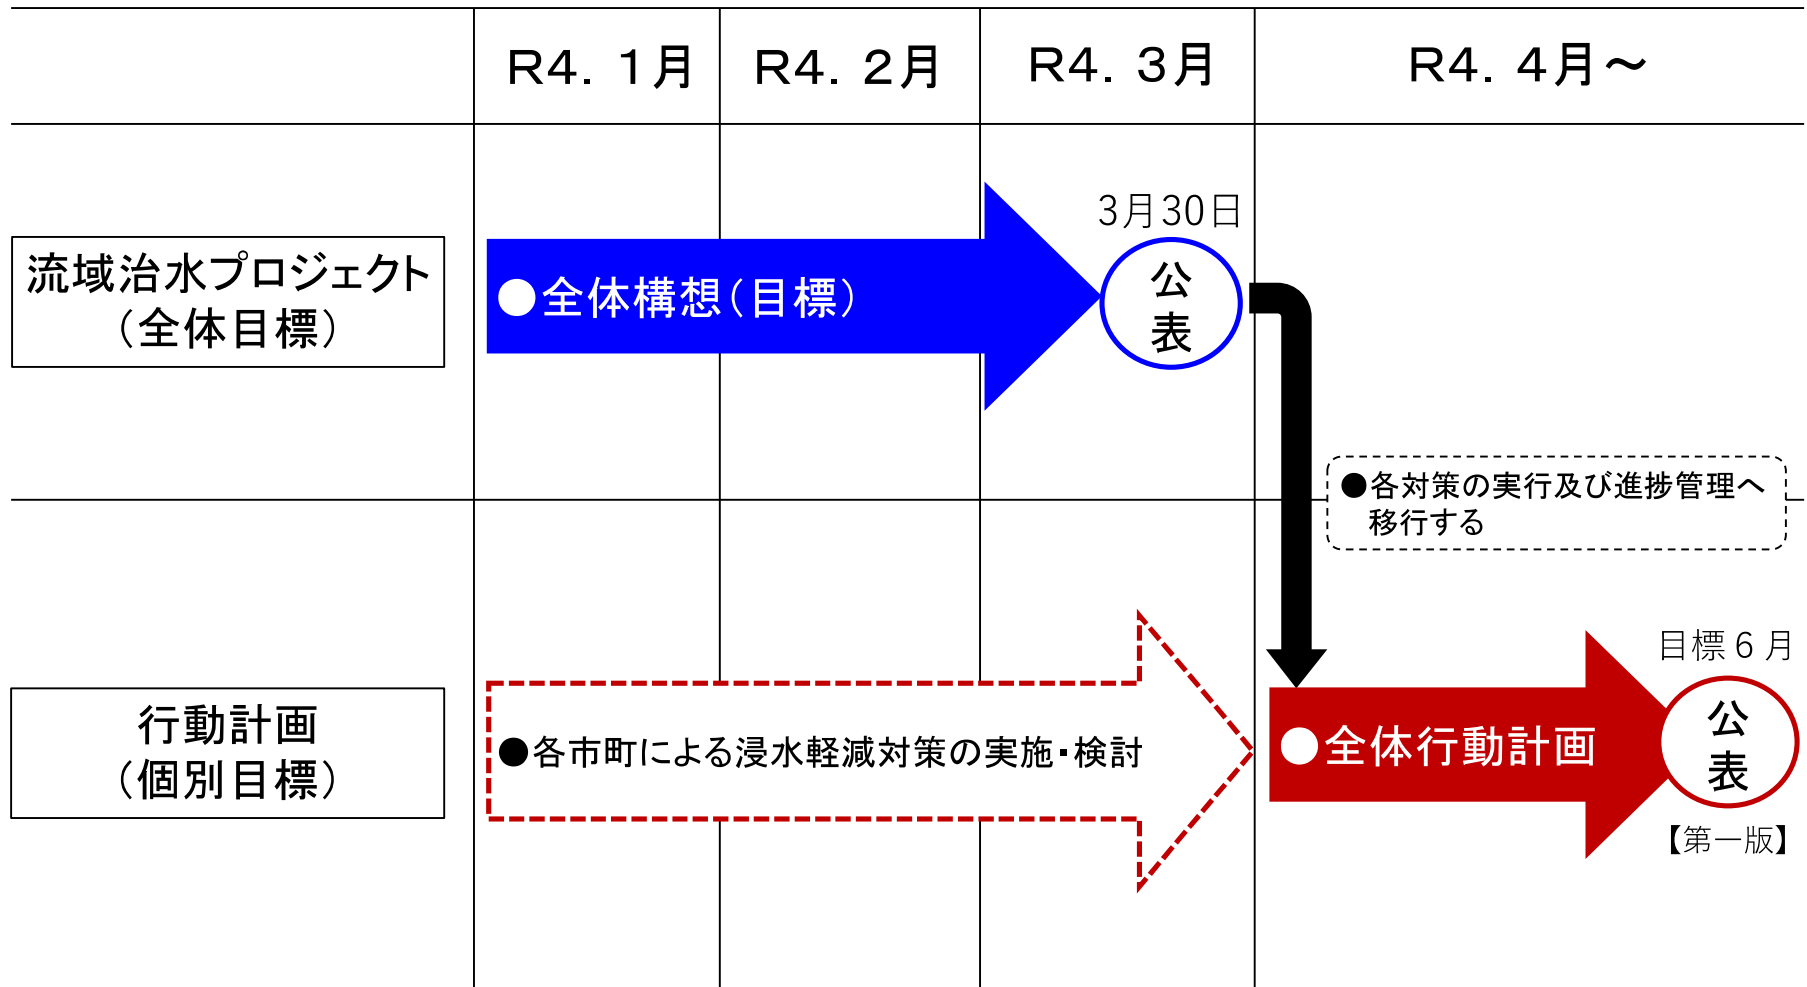 R4．1月
R4．2月
R4．3月
R4．4月～
流域治水プロジェクト
（全体目標）
●全体構想（目標）
3月30日
公
表
●各対策の実行及び進捗管理へ
移行する
行動計画
（個別目標）
●各市町による浸水軽減対策の実施・検討
●全体行動計画
目標６月
公
表
【第一版】